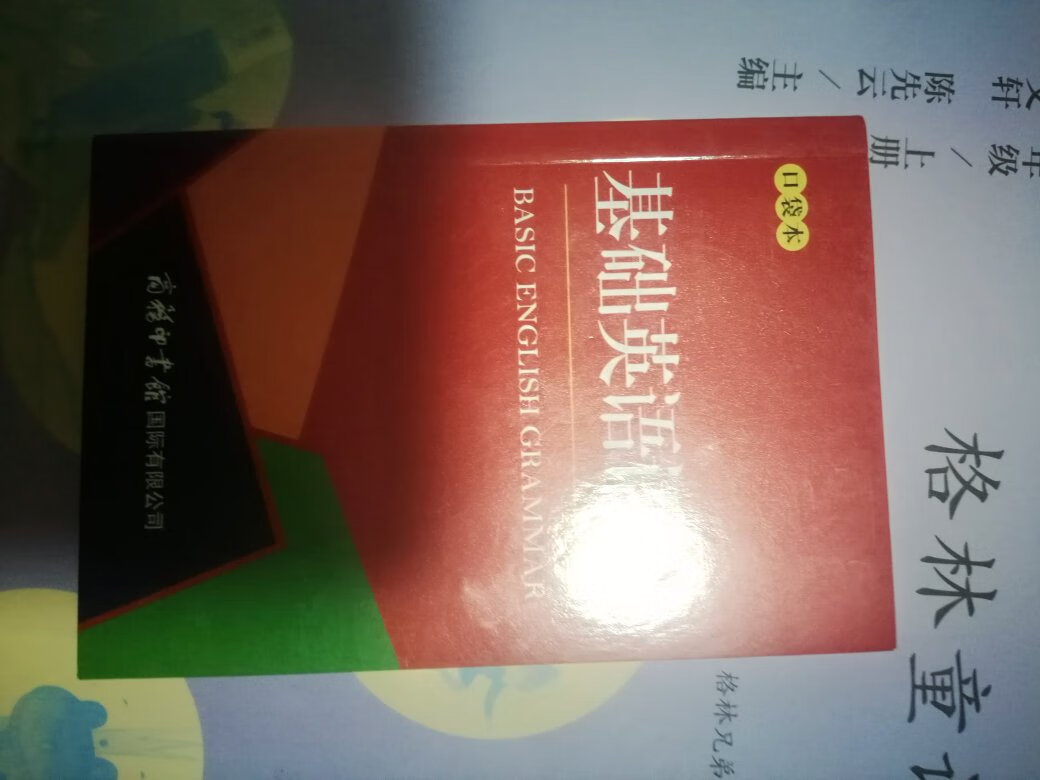 口袋本
基础英语
BASIC ENGLISH GRAMMAR
商务印书馆国际有限公司
陈先云/主编
级/上册
格林童
格林兄弟